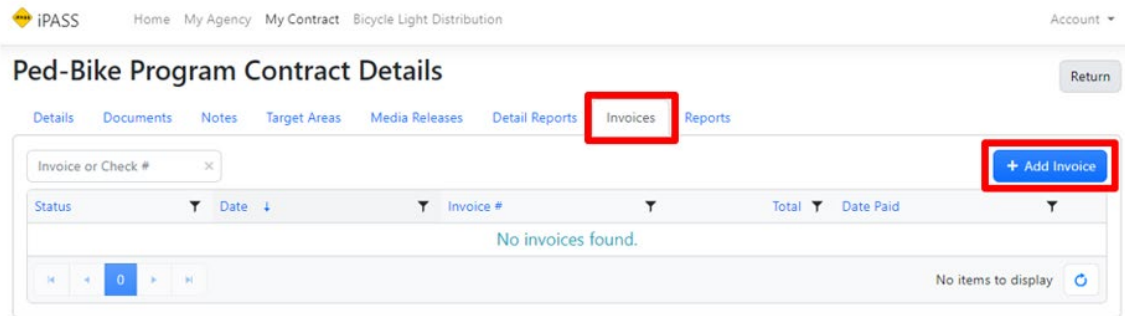 iPASS Home My Agency My Contract Bicycle Light Distribution Account
Ped-Bike Program Contract Details Return
Details Documents Notes Target Areas Media Releases Detail Reports Invoices Reports
Invoice or Check # × + Add Invoice
Status Date ↓ Invoice # Total Date Paid
No invoices found.
0 No items to display